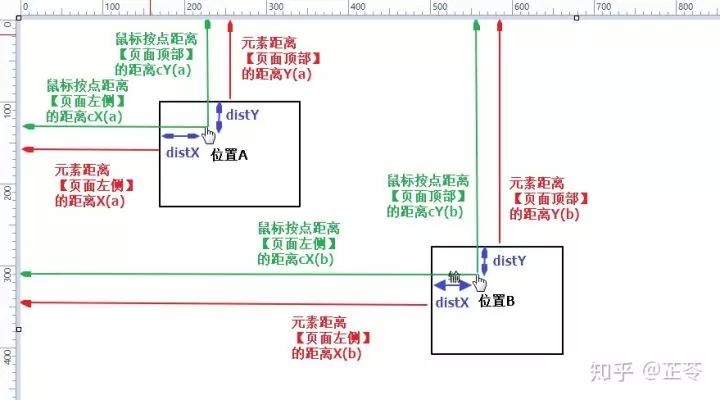 0 100 200 300 400 500 600 700 800
0
100
200
300
400
鼠标按点距离
【页面顶部】
的距离cY(a)
元素距离
【页面顶部】
的距离Y(a)
鼠标按点距离
【页面左侧】
的距离cX(a)
distY
distX
位置A
元素距离
【页面左侧】
的距离X(a)
鼠标按点距离
【页面顶部】
的距离cY(b)
元素距离
【页面顶部】
的距离Y(b)
鼠标按点距离
【页面左侧】
的距离cX(b)
输
distY
distX
位置B
元素距离
【页面左侧】
的距离X(b)
知乎 @芷苓